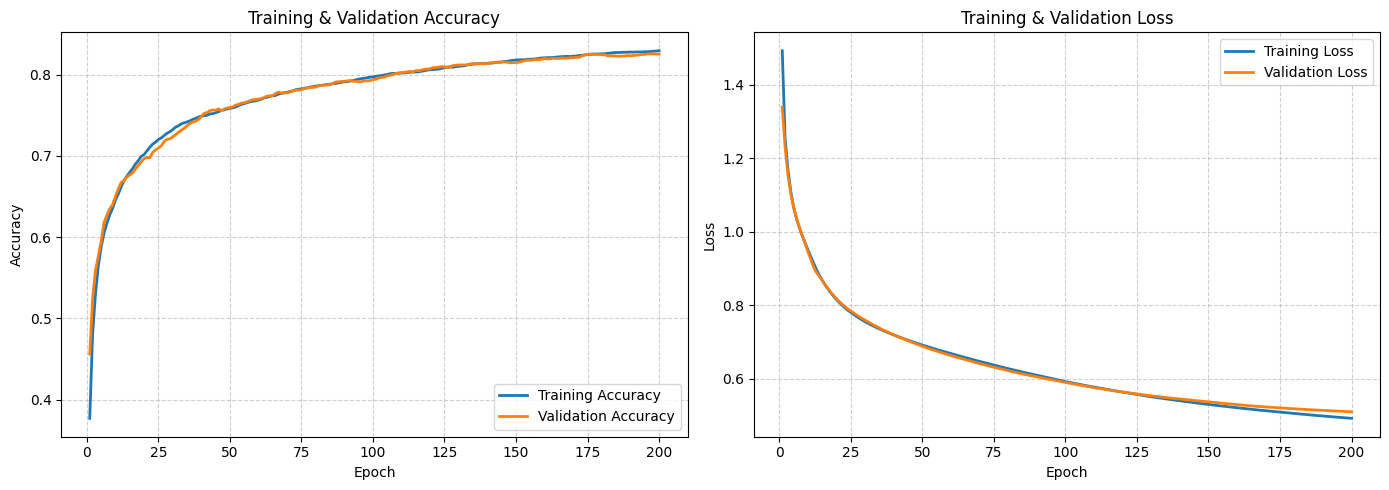 Training & Validation Accuracy
Accuracy
0.8
0.7
0.6
0.5
0.4
Training Accuracy
Validation Accuracy
0 25 50 75 100 125 150 175 200
Epoch
Training & Validation Loss
Loss
1.4
1.2
1.0
0.8
0.6
Training Loss
Validation Loss
0 25 50 75 100 125 150 175 200
Epoch